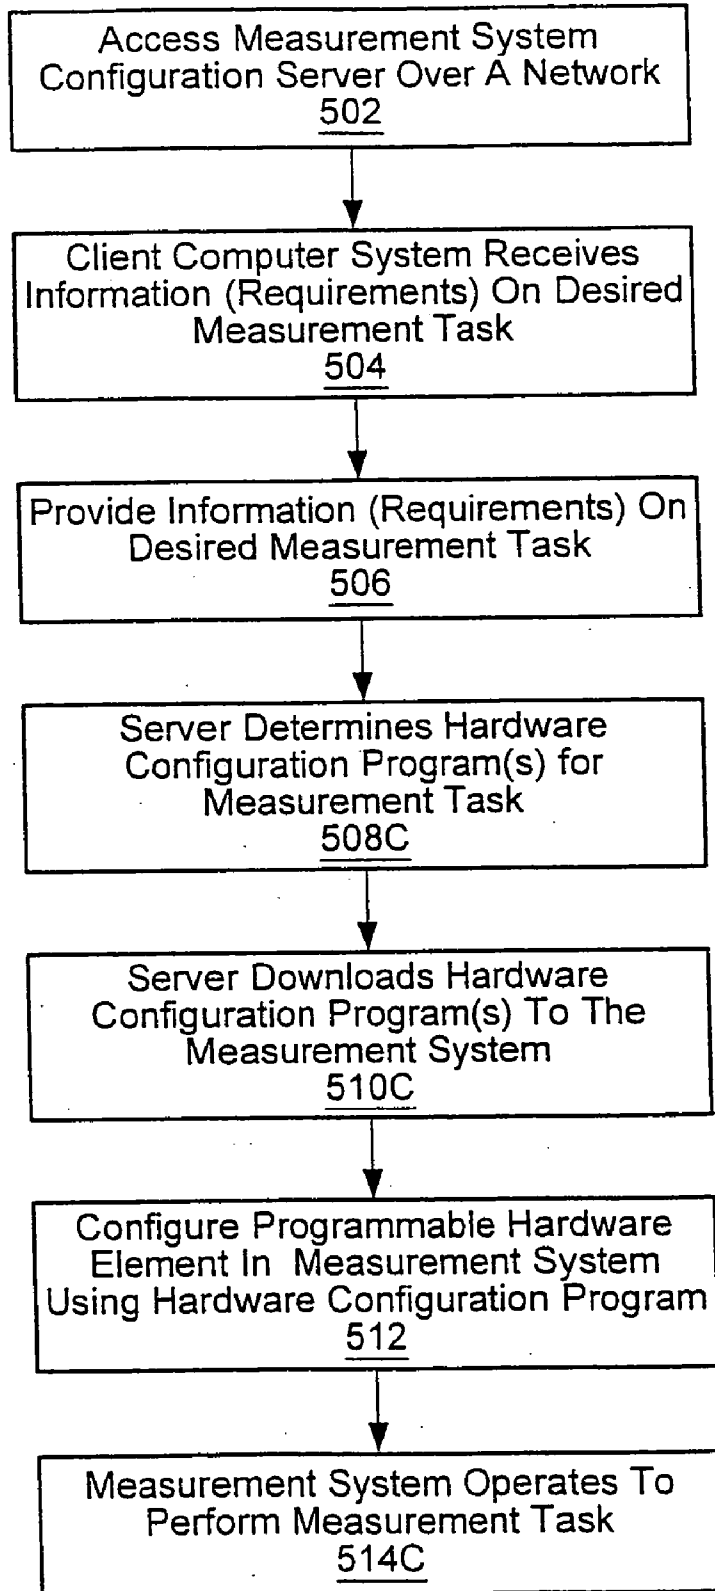 Access Measurement System
Configuration Server Over A Network
502
Client Computer System Receives
Information (Requirements) On Desired
Measurement Task
504
Provide Information (Requirements) On
Desired Measurement Task
506
Server Determines Hardware
Configuration Program(s) for
Measurement Task
508C
Server Downloads Hardware
Configuration Program(s) To The
Measurement System
510C
Configure Programmable Hardware
Element In Measurement System
Using Hardware Configuration Program
512
Measurement System Operates To
Perform Measurement Task
514C